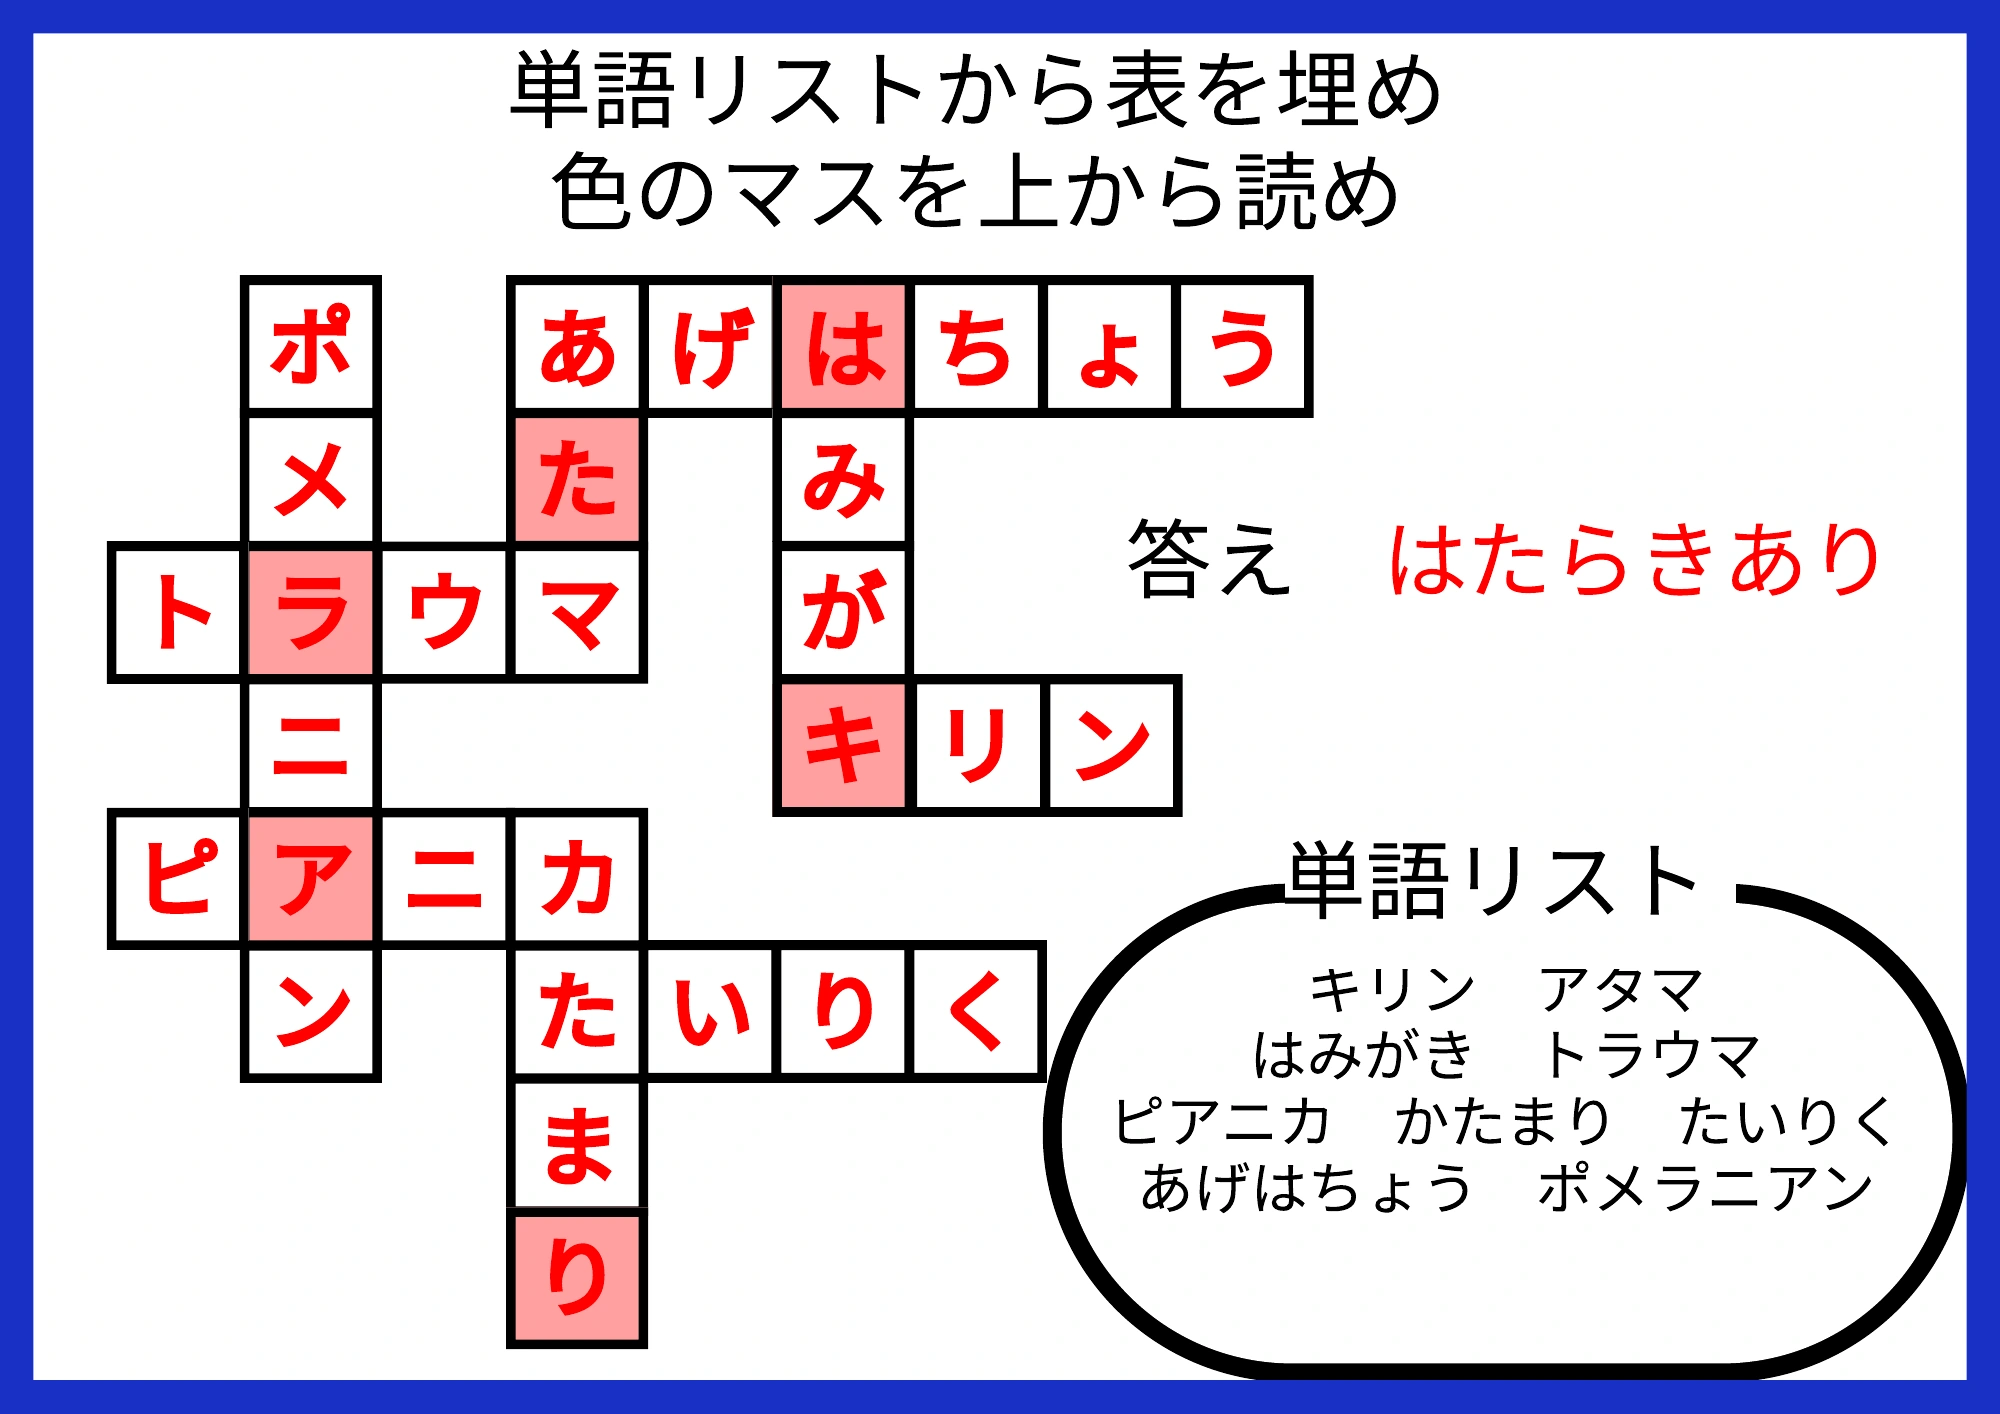 単語リストから表を埋め
色のマスを上から読め
ポ あげはちょう
メ た み
トラウマ が
ニ キリン
ピアニカ
ン たいりく
ま
り
答え はたらきあり
単語リスト
キリン アタマ
はみがき トラウマ
ピアニカ かたまり たいりく
あげはちょう ポメラニアン